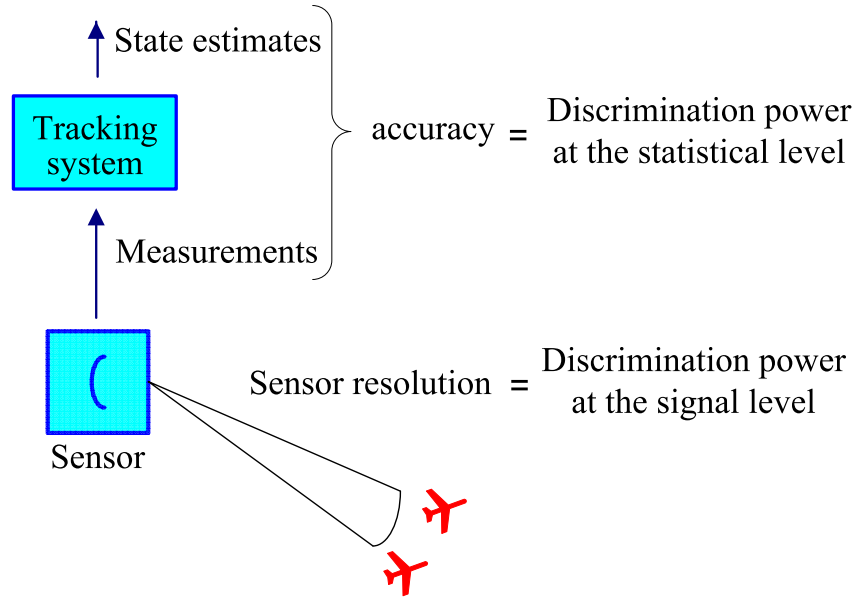 State estimates
Tracking
system
accuracy = Discrimination power
at the statistical level
Measurements
Sensor resolution = Discrimination power
at the signal level
Sensor